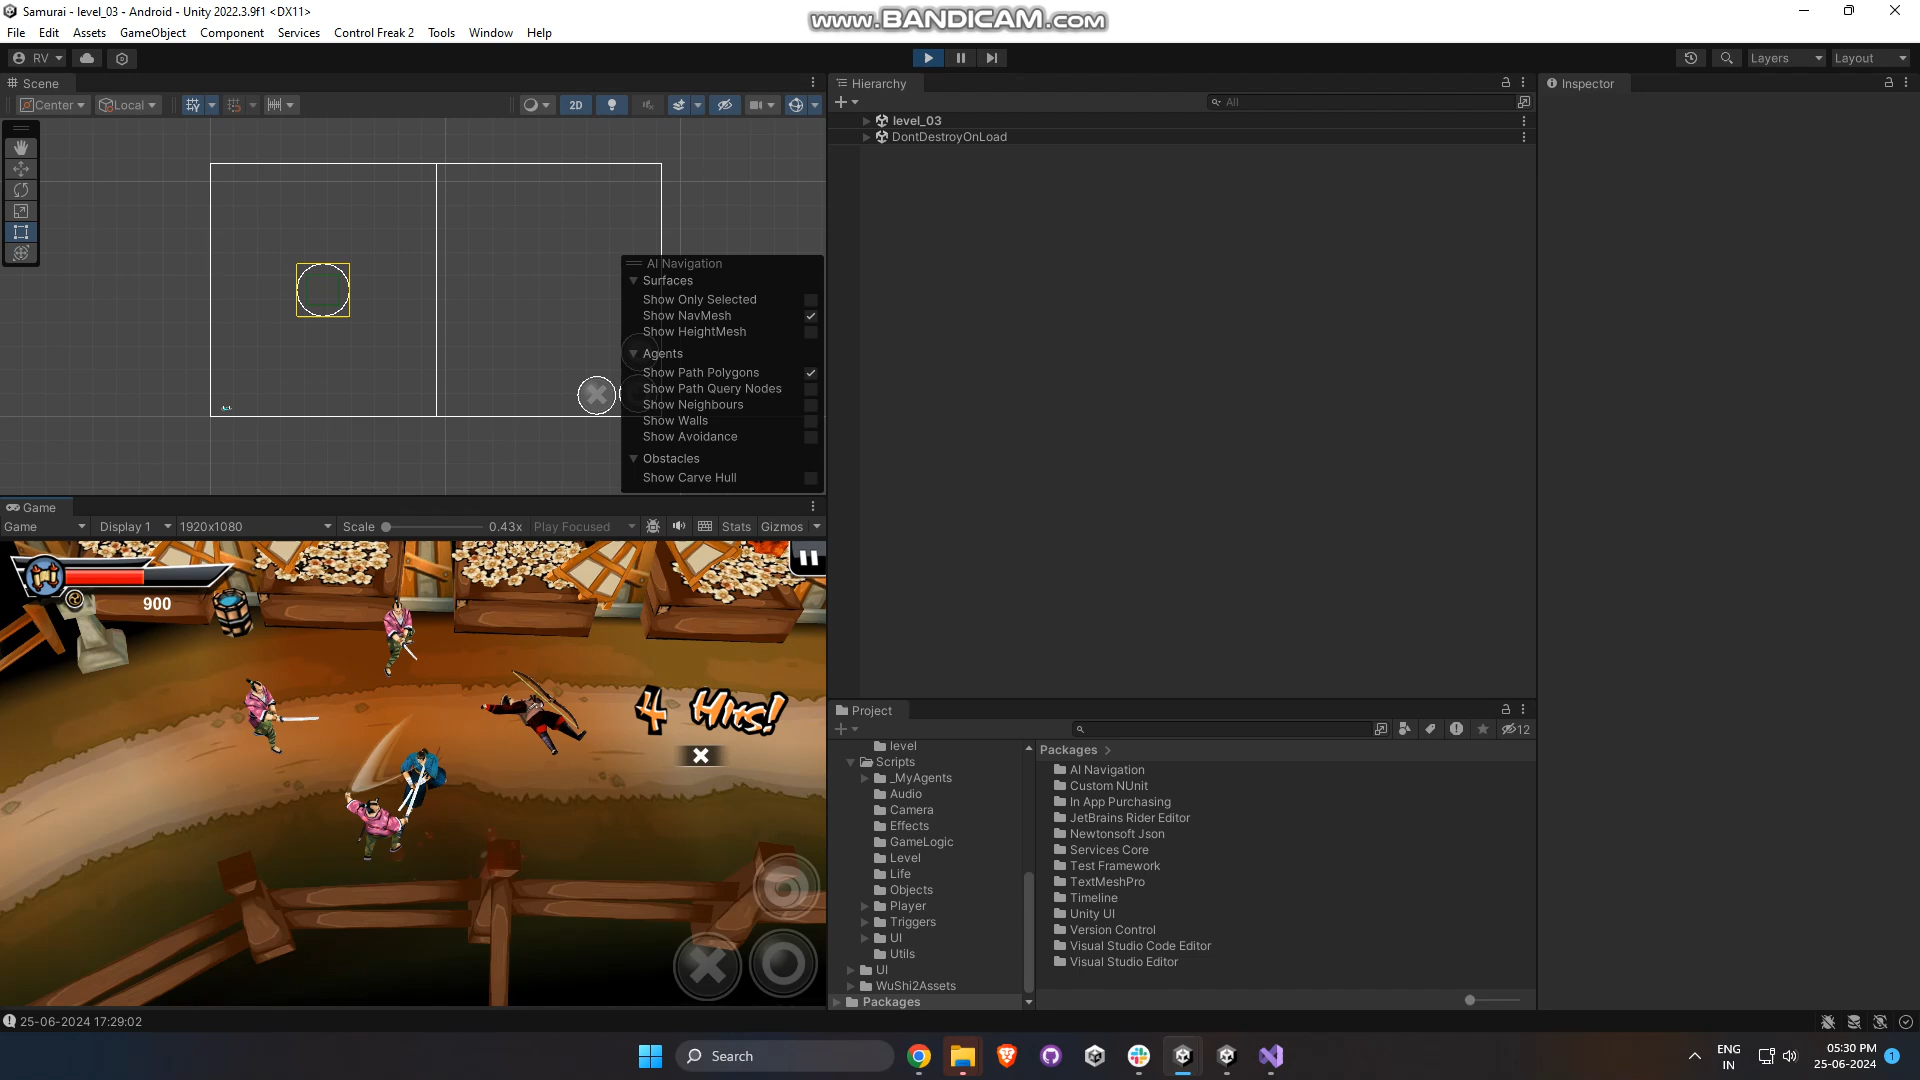 Samurai - level_03 - Android - Unity 2022.3.9f1 <DX11>
www.BANDICAM.com
File Edit Assets GameObject Component Services Control Freak 2 Tools Window Help
RV
Layers Layout
Scene
Hierarchy
Inspector
Center Local
2D
All
level_03
DontDestroyOnLoad
AI Navigation
Surfaces
Show Only Selected
Show NavMesh
Show HeightMesh
Agents
Show Path Polygons
Show Path Query Nodes
Show Neighbours
Show Walls
Show Avoidance
Obstacles
Show Carve Hull
Game
Game Display 1 1920x1080 Scale 0.43x Play Focused Stats Gizmos
900
4 Hits!
Project
12
level
Scripts
_MyAgents
Audio
Camera
Effects
GameLogic
Level
Life
Objects
Player
Triggers
UI
Utils
UI
WuShi2Assets
Packages
Packages >
AI Navigation
Custom NUnit
In App Purchasing
JetBrains Rider Editor
Newtonsoft Json
Services Core
Test Framework
TextMeshPro
Timeline
Unity UI
Version Control
Visual Studio Code Editor
Visual Studio Editor
25-06-2024 17:29:02
Search
ENG
IN
05:30 PM
25-06-2024
1